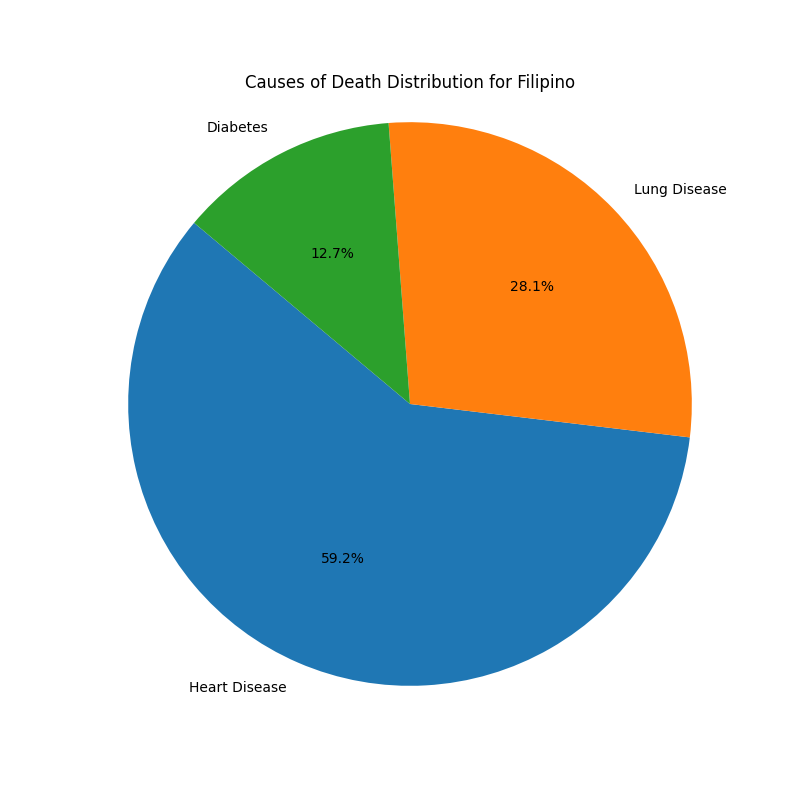 Causes of Death Distribution for Filipino
Diabetes
Lung Disease
12.7%
28.1%
59.2%
Heart Disease